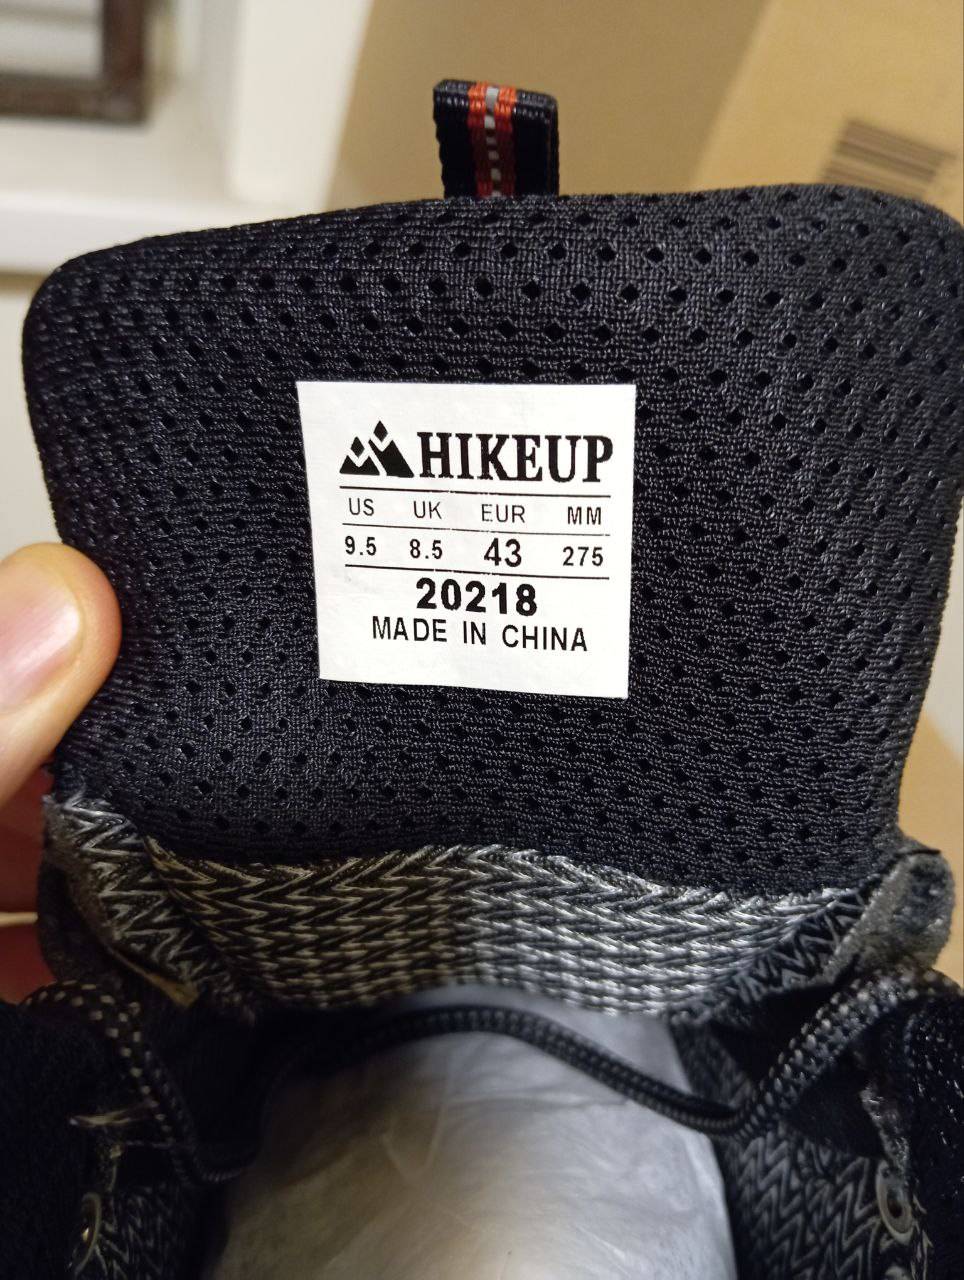 HIKEUP
US UK EUR MM
9.5 8.5 43 275
20218
MADE IN CHINA